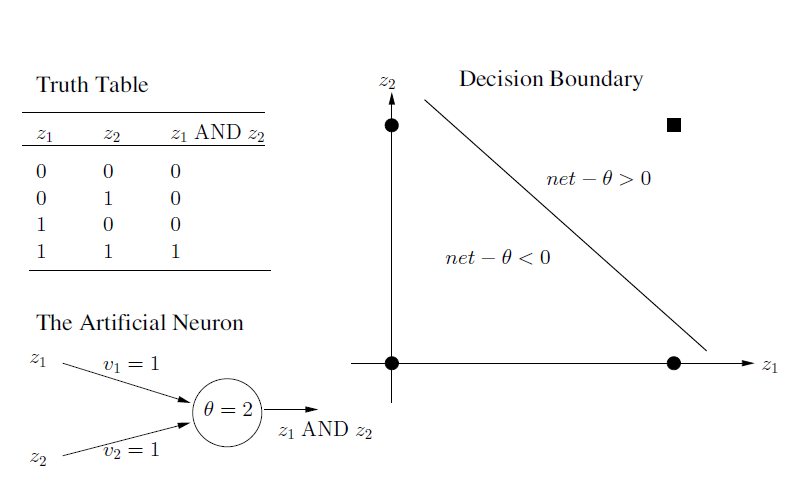 Truth Table
z₁ z₂ z₁ AND z₂
0 0 0
0 1 0
1 0 0
1 1 1
The Artificial Neuron
z₁
v₁ = 1
θ = 2
z₁ AND z₂
v₂ = 1
z₂
Decision Boundary
z₂
net − θ > 0
net − θ < 0
z₁